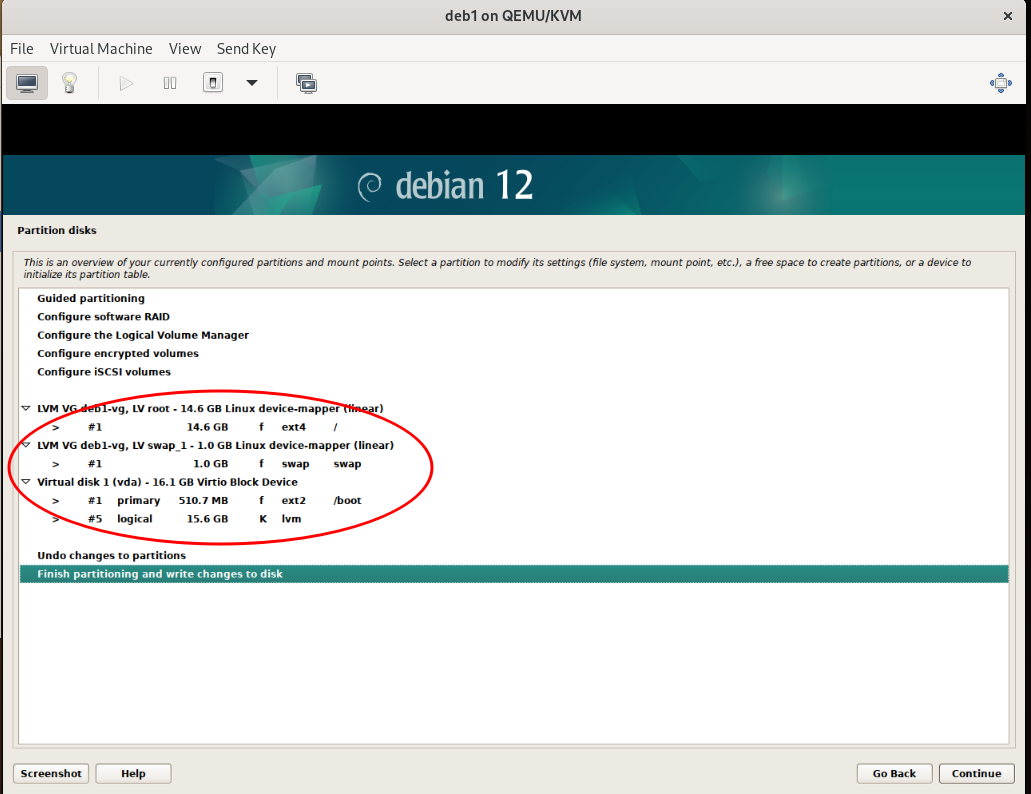 deb1 on QEMU/KVM
File Virtual Machine View Send Key
debian 12
Partition disks
This is an overview of your currently configured partitions and mount points. Select a partition to modify its settings (file system, mount point, etc.), a free space to create partitions, or a device to
initialize its partition table.
Guided partitioning
Configure software RAID
Configure the Logical Volume Manager
Configure encrypted volumes
Configure iSCSI volumes
LVM VG deb1-vg, LV root - 14.6 GB Linux device-mapper (linear)
> #1 14.6 GB f ext4 /
LVM VG deb1-vg, LV swap_1 - 1.0 GB Linux device-mapper (linear)
> #1 1.0 GB f swap swap
Virtual disk 1 (vda) - 16.1 GB Virtio Block Device
> #1 primary 510.7 MB f ext2 /boot
> #5 logical 15.6 GB K lvm
Undo changes to partitions
Finish partitioning and write changes to disk
Screenshot Help Go Back Continue